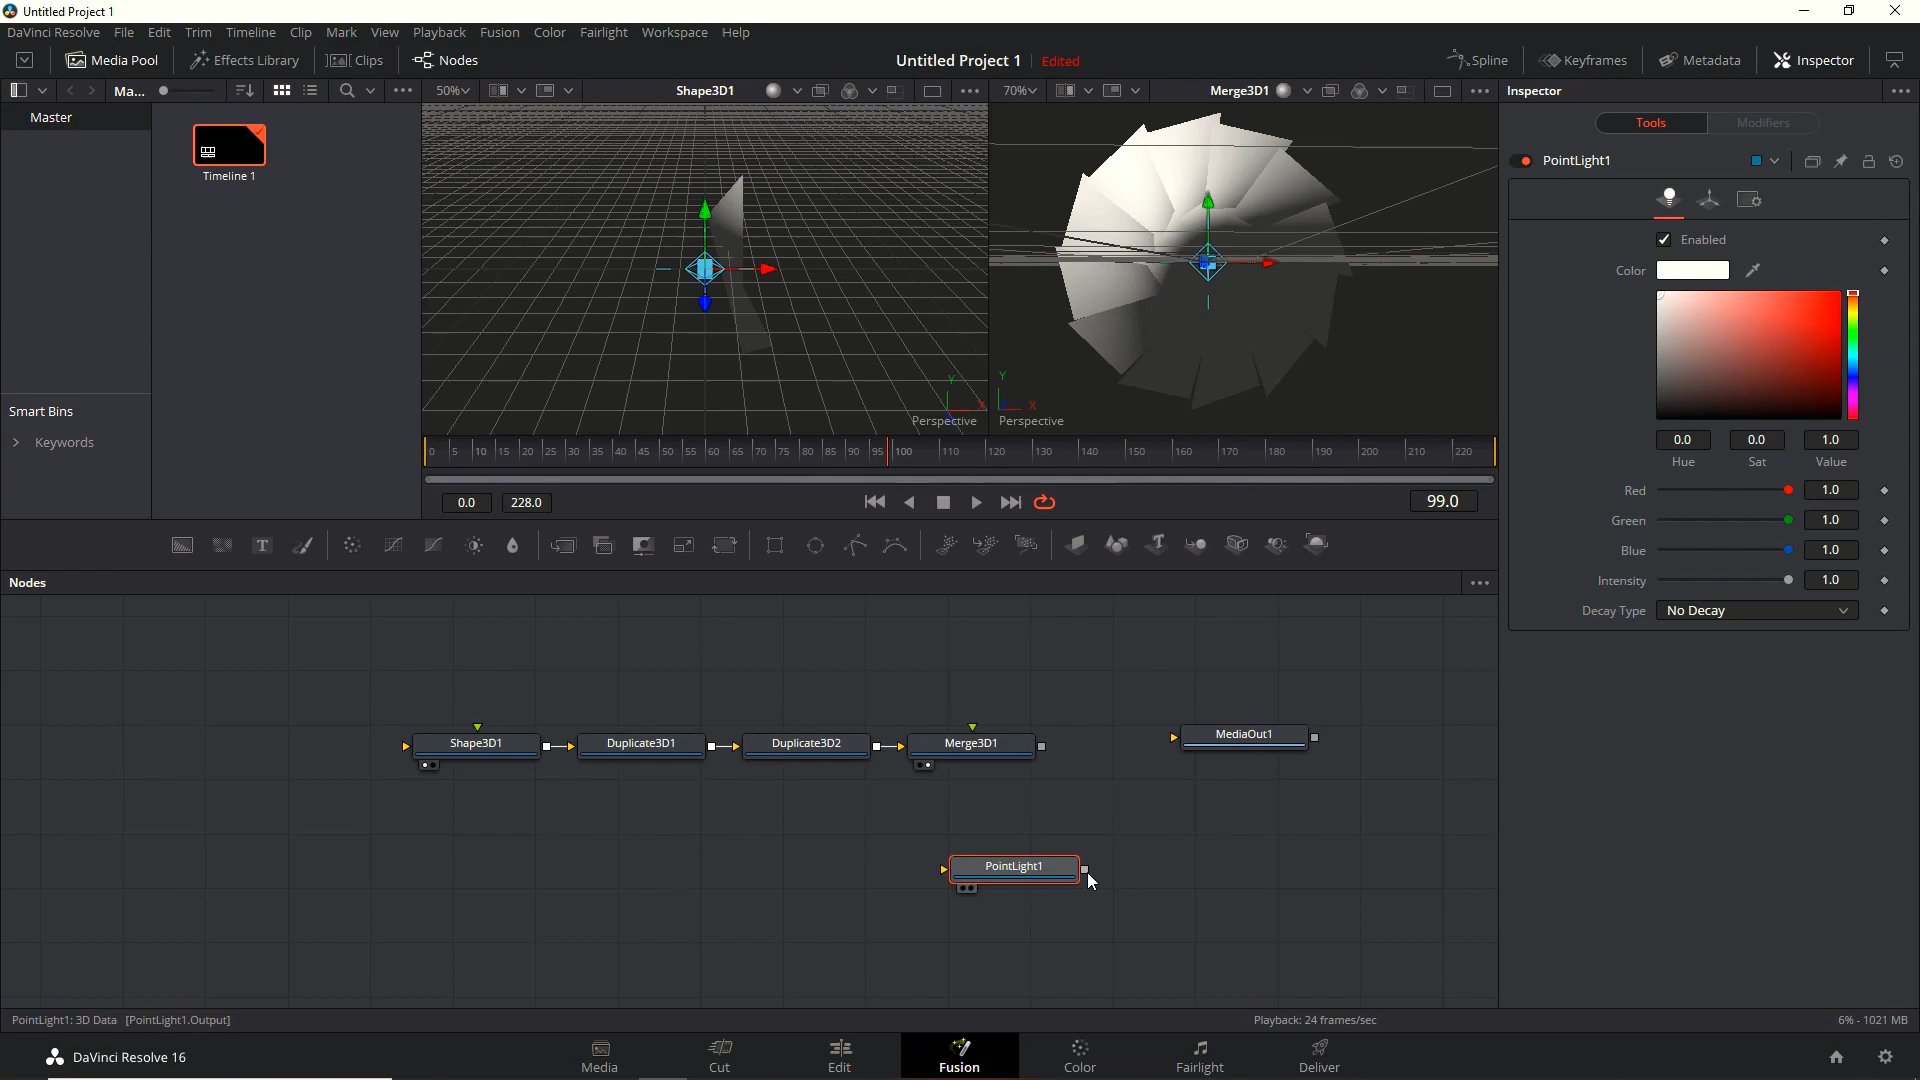 Untitled Project 1
DaVinci Resolve File Edit Trim Timeline Clip Mark View Playback Fusion Color Fairlight Workspace Help
Media Pool Effects Library Clips Nodes Untitled Project 1 Edited Spline Keyframes Metadata Inspector
Ma... 50% Shape3D1 70% Merge3D1 Inspector
Master
Tools Modifiers
PointLight1
Timeline 1
Enabled
Color
Smart Bins
Keywords
Y X Perspective
Y X Perspective
0 5 10 15 20 25 30 35 40 45 50 55 60 65 70 75 80 85 90 95 100 110 120 130 140 150 160 170 180 190 200 210 220
0.0 0.0 1.0
Hue Sat Value
0.0 228.0 99.0
Red 1.0
Green 1.0
Blue 1.0
Intensity 1.0
Decay Type No Decay
T T
Nodes
Shape3D1 Duplicate3D1 Duplicate3D2 Merge3D1 MediaOut1
PointLight1
PointLight1: 3D Data [PointLight1.Output] Playback: 24 frames/sec 6% - 1021 MB
DaVinci Resolve 16 Media Cut Edit Fusion Color Fairlight Deliver